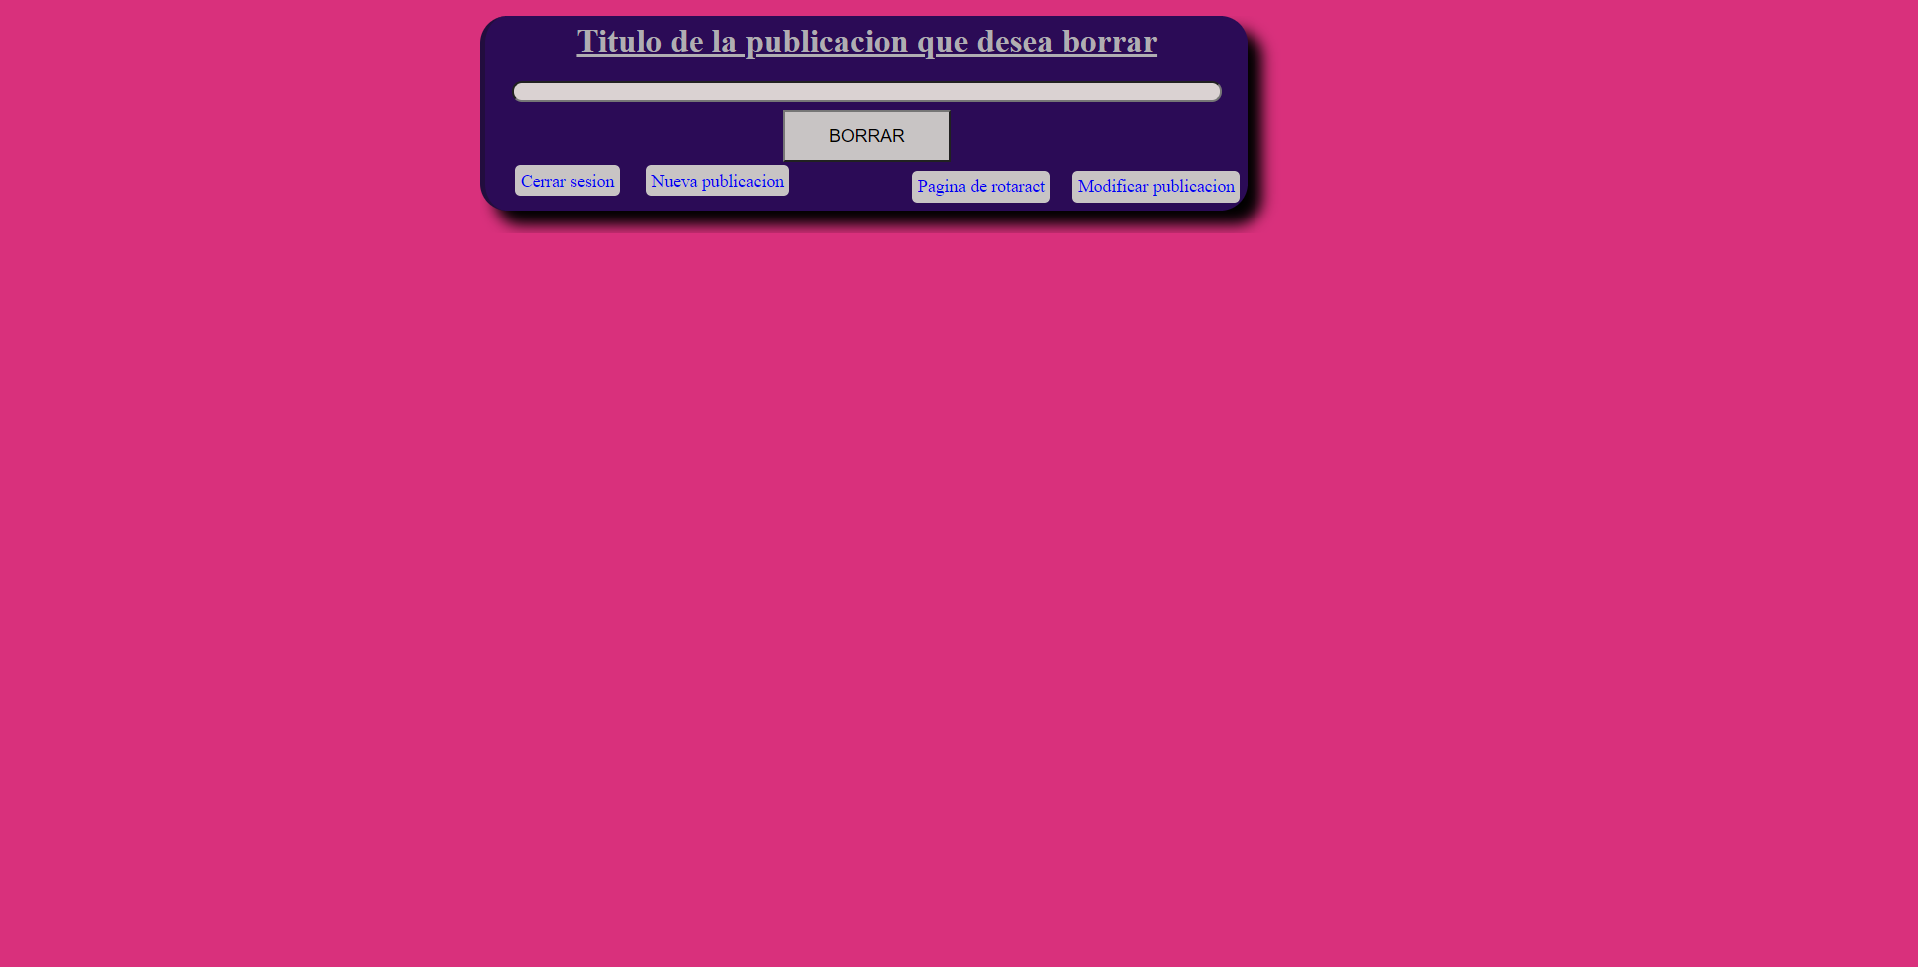 Titulo de la publicacion que desea borrar
BORRAR
Cerrar sesion
Nueva publicacion
Pagina de rotaract
Modificar publicacion